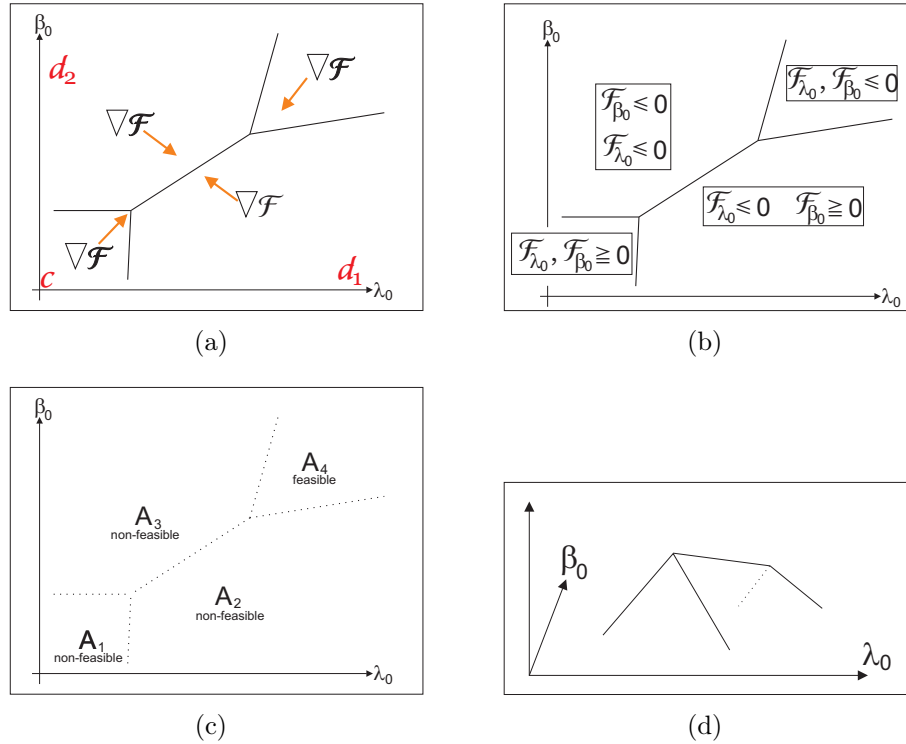 β₀
d₂
▽𝓕
▽𝓕
▽𝓕
▽𝓕
c
d₁
λ₀
(a)
β₀
𝓕λ₀, 𝓕β₀ ≤ 0
𝓕β₀ ≤ 0
𝓕λ₀ ≤ 0
𝓕λ₀ ≤ 0 𝓕β₀ ≧ 0
𝓕λ₀, 𝓕β₀ ≧ 0
λ₀
(b)
β₀
A₄
feasible
A₃
non-feasible
A₂
non-feasible
A₁
non-feasible
λ₀
(c)
β₀
λ₀
(d)